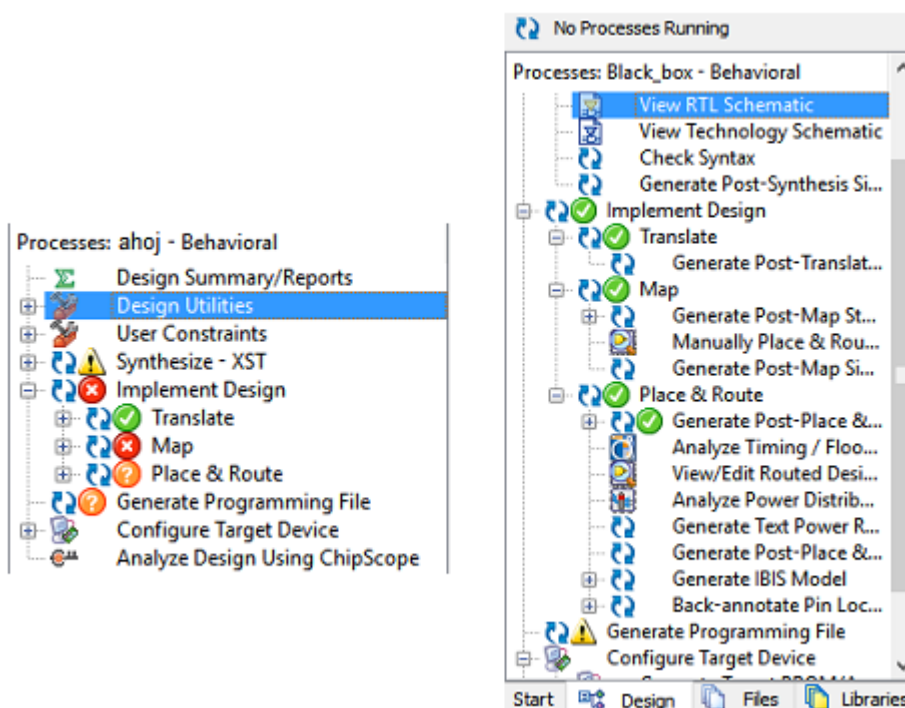 Processes: ahoj - Behavioral
Design Summary/Reports
Design Utilities
User Constraints
Synthesize - XST
Implement Design
Translate
Map
Place & Route
Generate Programming File
Configure Target Device
Analyze Design Using ChipScope
No Processes Running
Processes: Black_box - Behavioral
View RTL Schematic
View Technology Schematic
Check Syntax
Generate Post-Synthesis Si...
Implement Design
Translate
Generate Post-Translat...
Map
Generate Post-Map St...
Manually Place & Rou...
Generate Post-Map Si...
Place & Route
Generate Post-Place &...
Analyze Timing / Floo...
View/Edit Routed Desi...
Analyze Power Distrib...
Generate Text Power R...
Generate Post-Place &...
Generate IBIS Model
Back-annotate Pin Loc...
Generate Programming File
Configure Target Device
Start Design Files Libraries